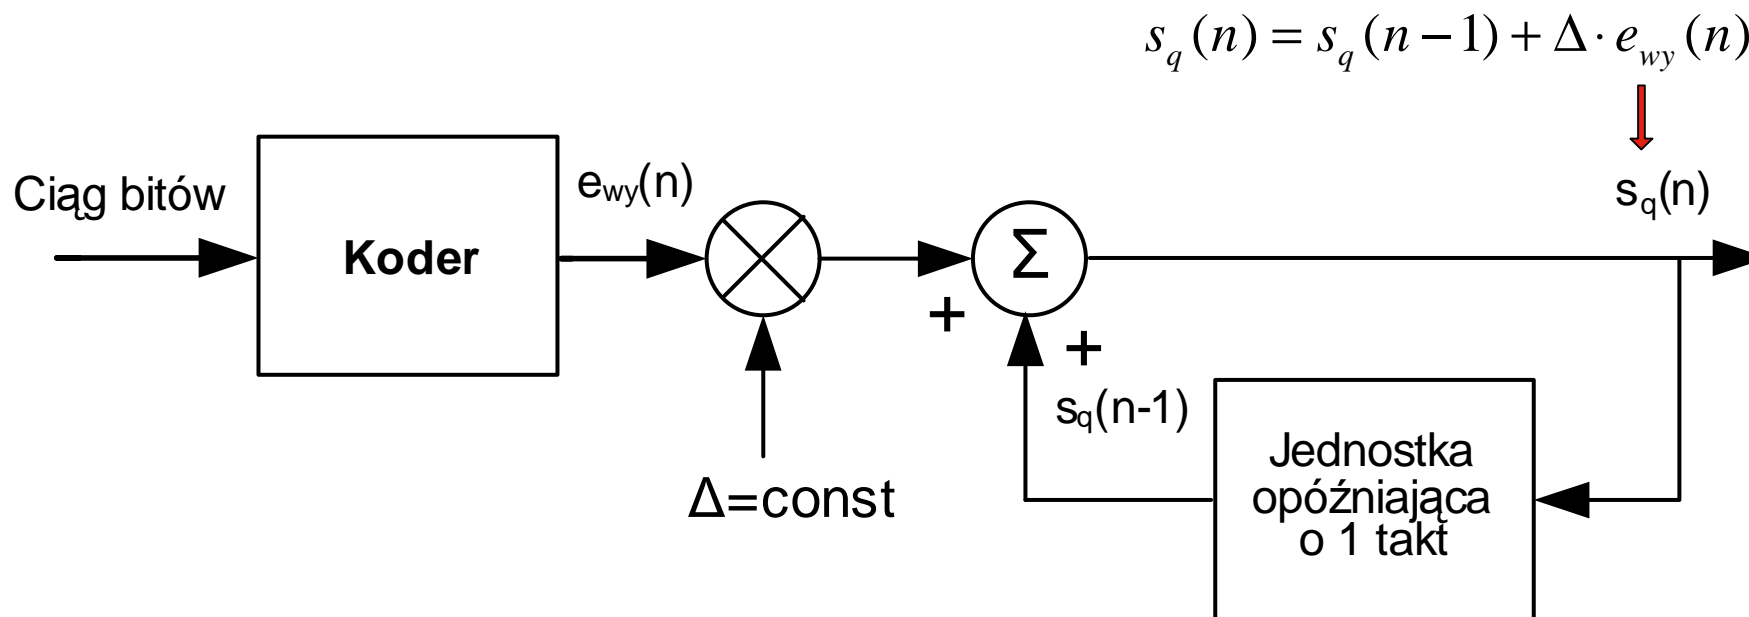 s_q(n) = s_q(n−1) + Δ⋅e_wy(n)
Ciąg bitów
Koder
e_wy(n)
Σ
s_q(n)
+
+
s_q(n-1)
Δ=const
Jednostka
opóźniająca
o 1 takt